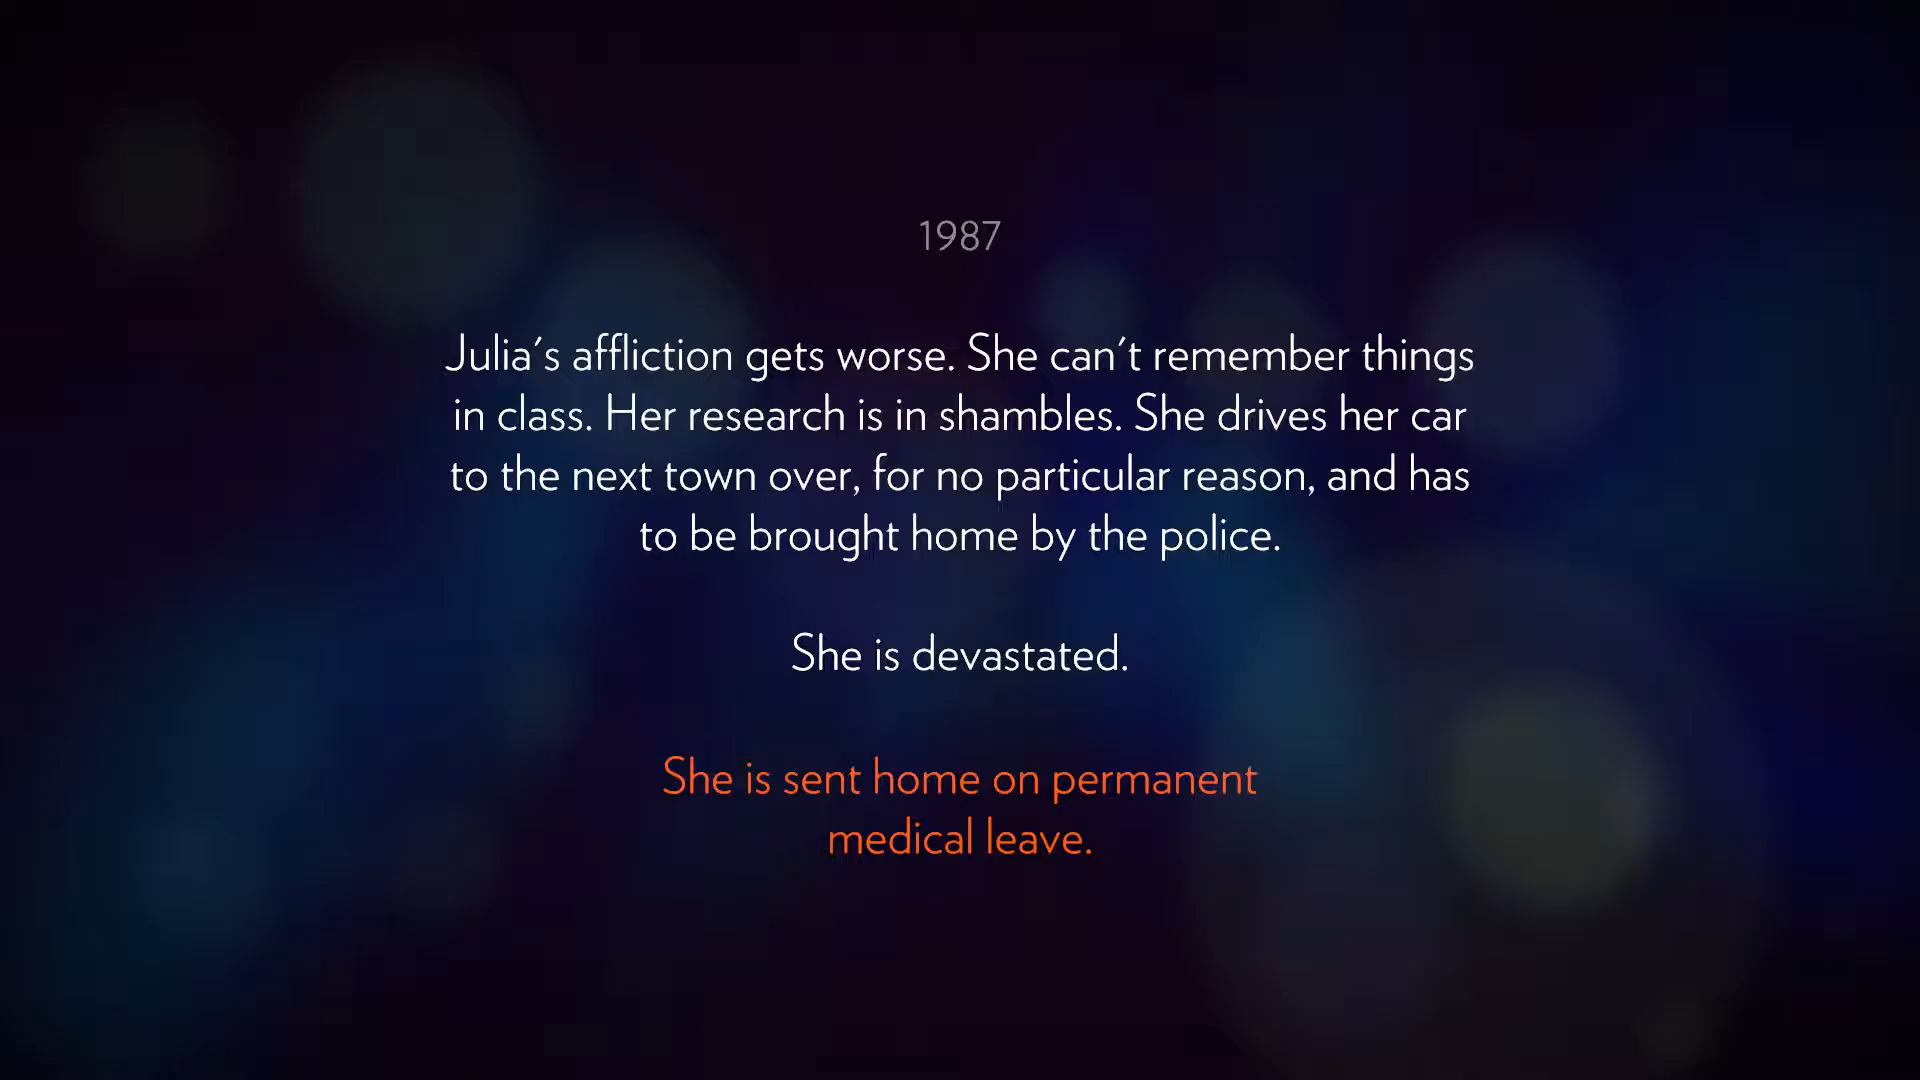 1987
Julia's affliction gets worse. She can't remember things
in class. Her research is in shambles. She drives her car
to the next town over, for no particular reason, and has
to be brought home by the police.
She is devastated.
She is sent home on permanent
medical leave.